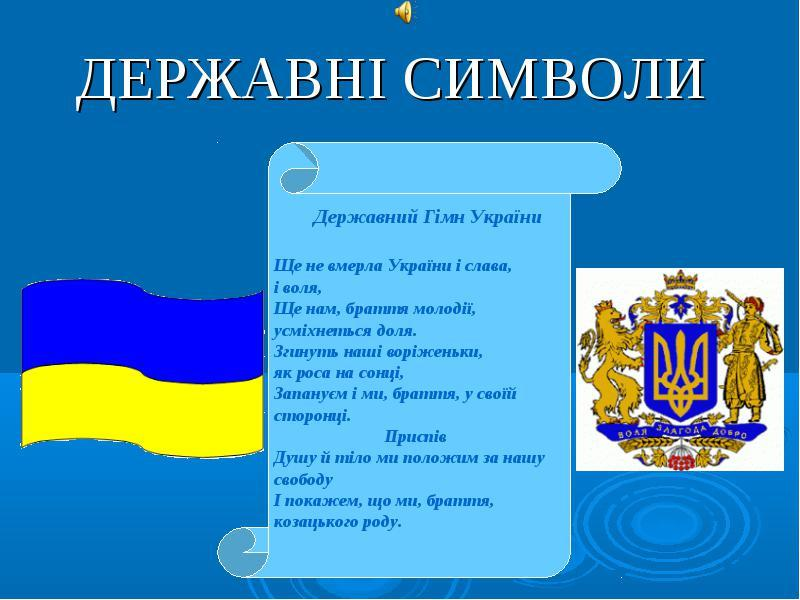 ДЕРЖАВНІ СИМВОЛИ
Державний Гімн України
Ще не вмерла України і слава,
і воля,
Ще нам, браття молодії,
усміхнеться доля.
Згинуть наші воріженьки,
як роса на сонці,
Запануєм і ми, браття, у своїй
сторонці.
Приспів
Душу й тіло ми положим за нашу
свободу
І покажем, що ми, браття,
козацького роду.
ВОЛЯ ЗЛАГОДА ДОБРО